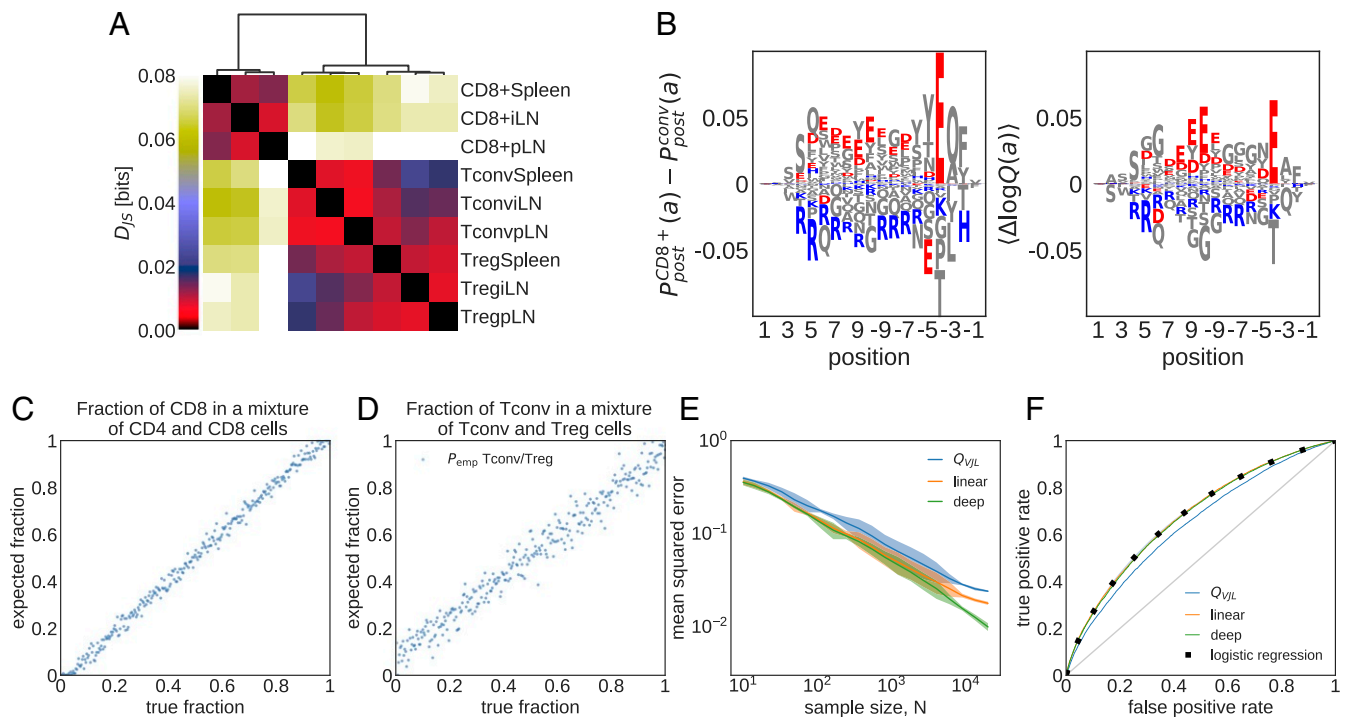 A
0.08
0.06
0.04
0.02
0.00
D_JS [bits]
CD8+Spleen
CD8+iLN
CD8+pLN
TconvSpleen
TconviLN
TconvpLN
TregSpleen
TregiLN
TregpLN
B
P^{CD8+}_{post}(a) − P^{conv}_{post}(a)
0.05
0
-0.05
1 3 5 7 9 -9 -7 -5 -3 -1
position
⟨ΔlogQ(a)⟩
0.05
0
-0.05
1 3 5 7 9 -9 -7 -5 -3 -1
position
C
Fraction of CD8 in a mixture
of CD4 and CD8 cells
expected fraction
1
0.8
0.6
0.4
0.2
0
0 0.2 0.4 0.6 0.8 1
true fraction
D
Fraction of Tconv in a mixture
of Tconv and Treg cells
P_emp Tconv/Treg
expected fraction
1
0.8
0.6
0.4
0.2
0
0 0.2 0.4 0.6 0.8 1
true fraction
E
mean squared error
10^0
10^{-1}
10^{-2}
Q_VJL
linear
deep
10^1 10^2 10^3 10^4
sample size, N
F
true positive rate
1
0.8
0.6
0.4
0.2
0
Q_VJL
linear
deep
logistic regression
0 0.2 0.4 0.6 0.8 1
false positive rate